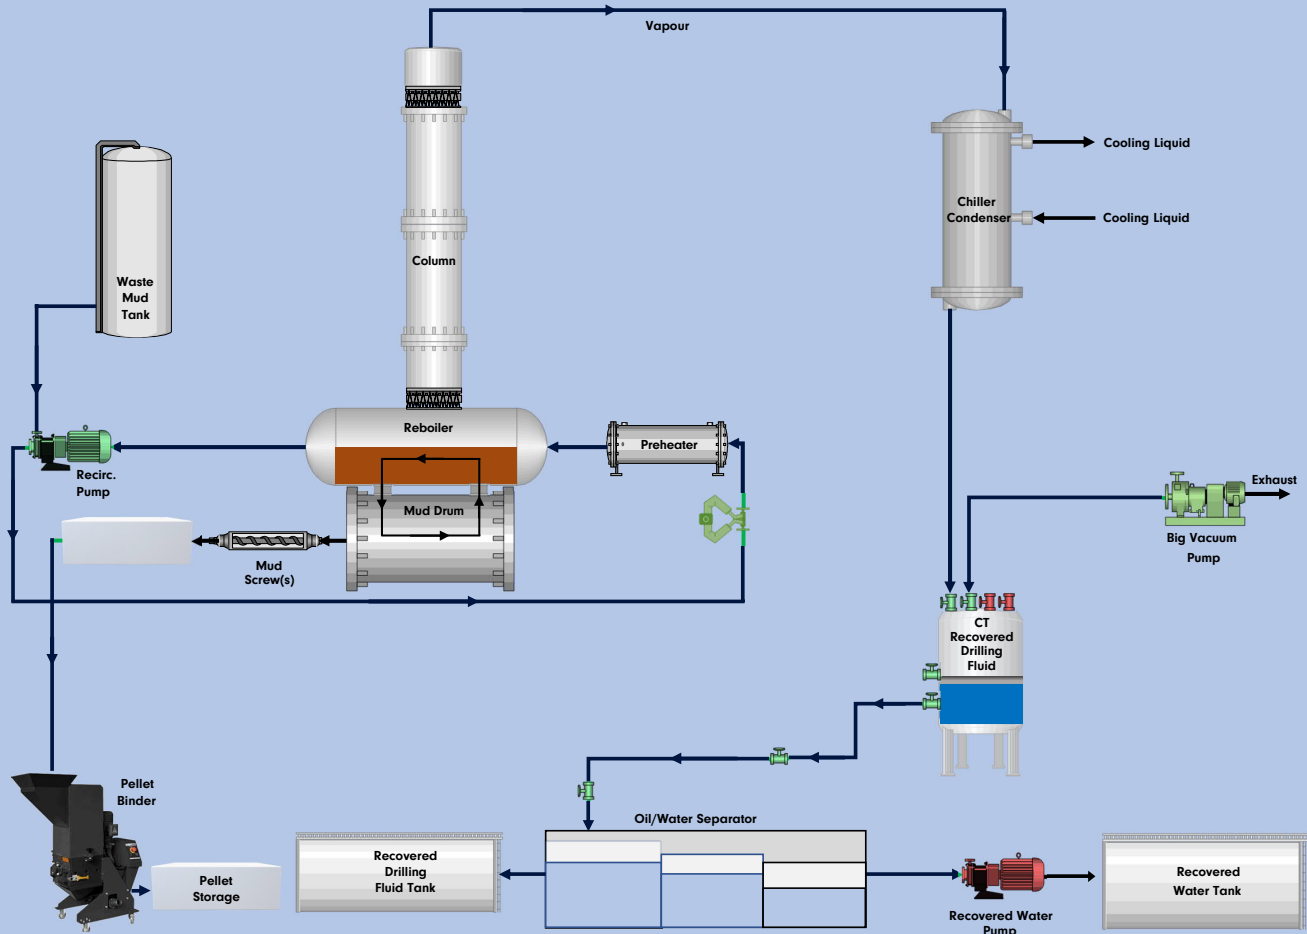 Vapour
Cooling Liquid
Chiller
Condenser
Cooling Liquid
Column
Waste
Mud
Tank
Reboiler
Preheater
Recirc.
Pump
Mud Drum
Exhaust
Big Vacuum
Pump
Mud
Screw(s)
CT
Recovered
Drilling
Fluid
Pellet
Binder
Oil/Water Separator
Recovered
Drilling
Fluid Tank
Pellet
Storage
Recovered
Water Tank
Recovered Water
Pump